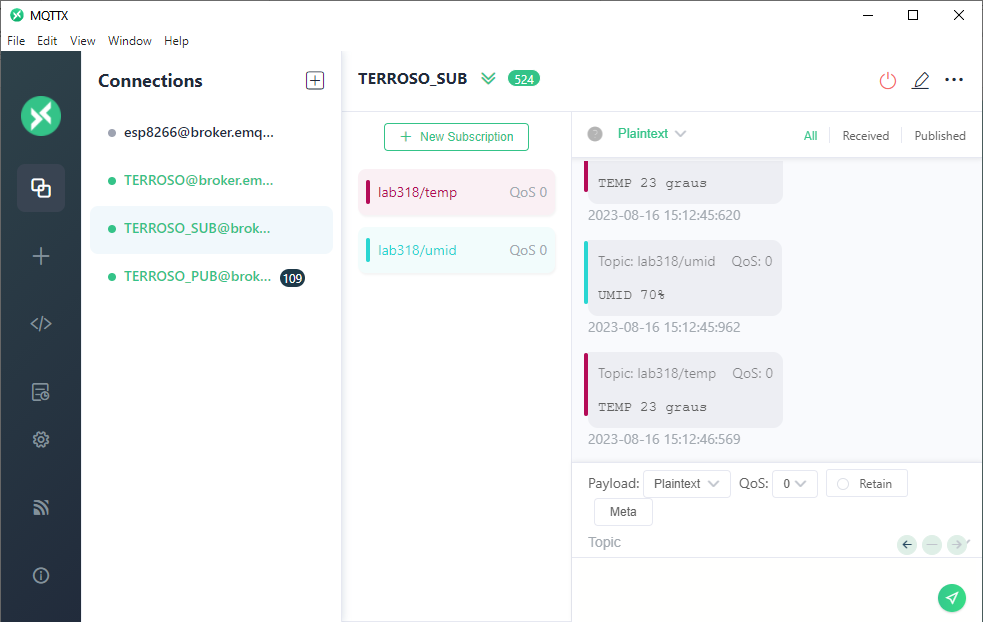 MQTTX
File Edit View Window Help
Connections
esp8266@broker.emq...
TERROSO@broker.em...
TERROSO_SUB@brok...
TERROSO_PUB@brok... 109
TERROSO_SUB 524
+ New Subscription
lab318/temp QoS 0
lab318/umid QoS 0
Plaintext All Received Published
TEMP 23 graus
2023-08-16 15:12:45:620
Topic: lab318/umid QoS: 0
UMID 70%
2023-08-16 15:12:45:962
Topic: lab318/temp QoS: 0
TEMP 23 graus
2023-08-16 15:12:46:569
Payload: Plaintext QoS: 0 Retain
Meta
Topic